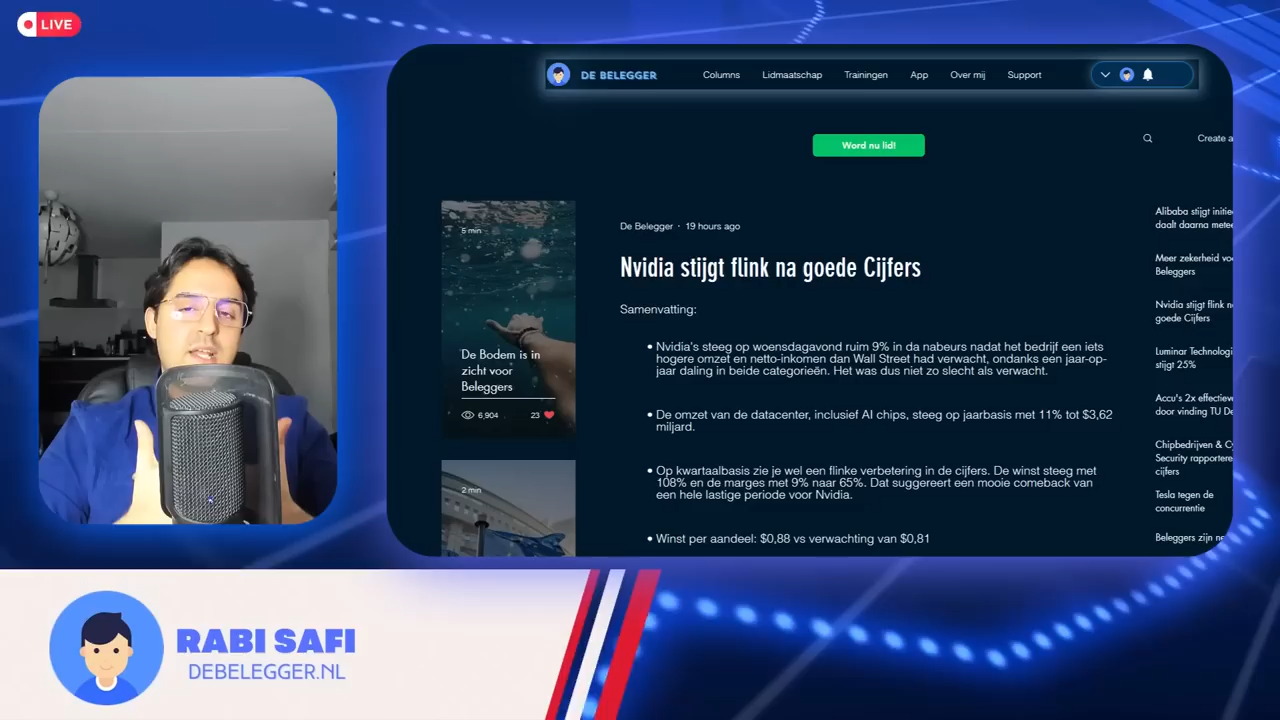 LIVE
DE BELEGGER
Columns
Lidmaatschap
Trainingen
App
Over mij
Support
Word nu lid!
Create a
5 min
De Bodem is in
zicht voor
Beleggers
6,904
23
2 min
De Belegger · 19 hours ago
Nvidia stijgt flink na goede Cijfers
Samenvatting:
• Nvidia's steeg op woensdagavond ruim 9% in da nabeurs nadat het bedrijf een iets
hogere omzet en netto-inkomen dan Wall Street had verwacht, ondanks een jaar-op-
jaar daling in beide categorieën. Het was dus niet zo slecht als verwacht.
• De omzet van de datacenter, inclusief AI chips, steeg op jaarbasis met 11% tot $3,62
miljard.
• Op kwartaalbasis zie je wel een flinke verbetering in de cijfers. De winst steeg met
108% en de marges met 9% naar 65%. Dat suggereert een mooie comeback van
een hele lastige periode voor Nvidia.
• Winst per aandeel: $0,88 vs verwachting van $0,81
Alibaba stijgt initie
daalt daarna metee
Meer zekerheid vo
Beleggers
Nvidia stijgt flink n
goede Cijfers
Luminar Technologi
stijgt 25%
Accu's 2x effectieve
door vinding TU De
Chipbedrijven & C
Security rapportere
cijfers
Tesla tegen de
concurrentie
Beleggers zijn ne
RABI SAFI
DEBELEGGER.NL